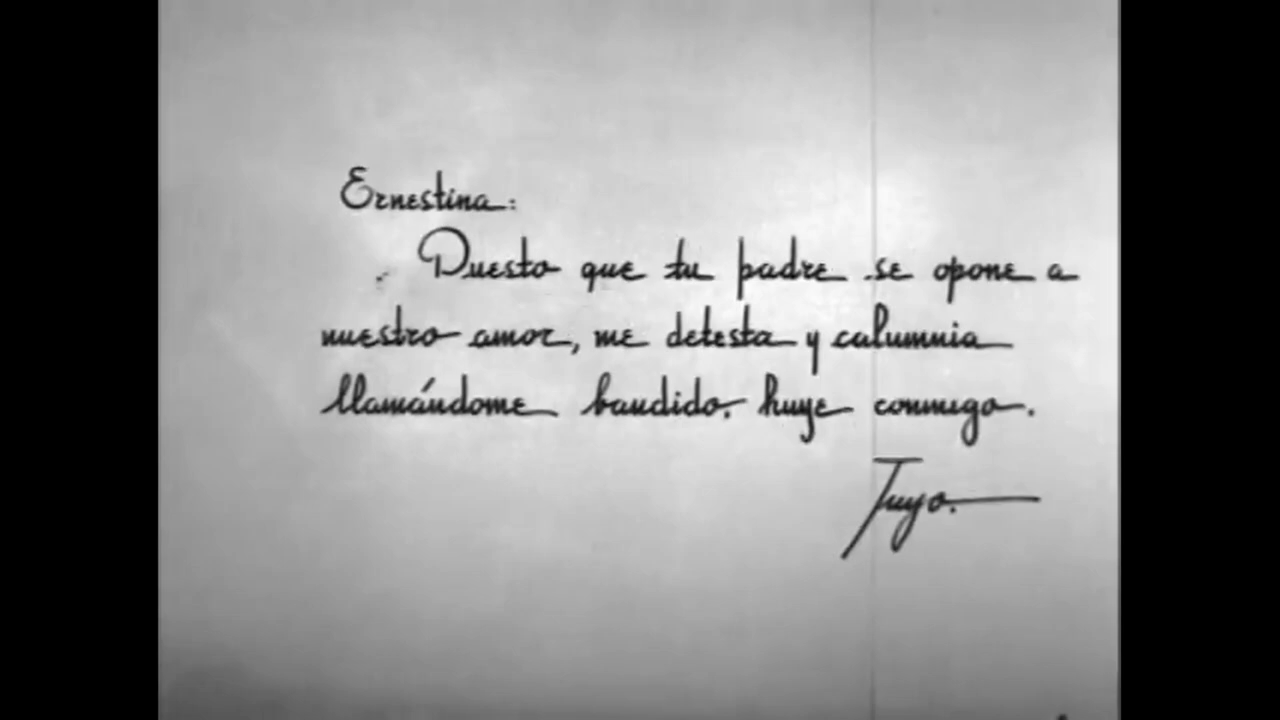 Ernestina:
Puesto que tu padre se opone a
nuestro amor, me detesta y calumnia
llamándome bandido. huye conmigo.
Tuyo.